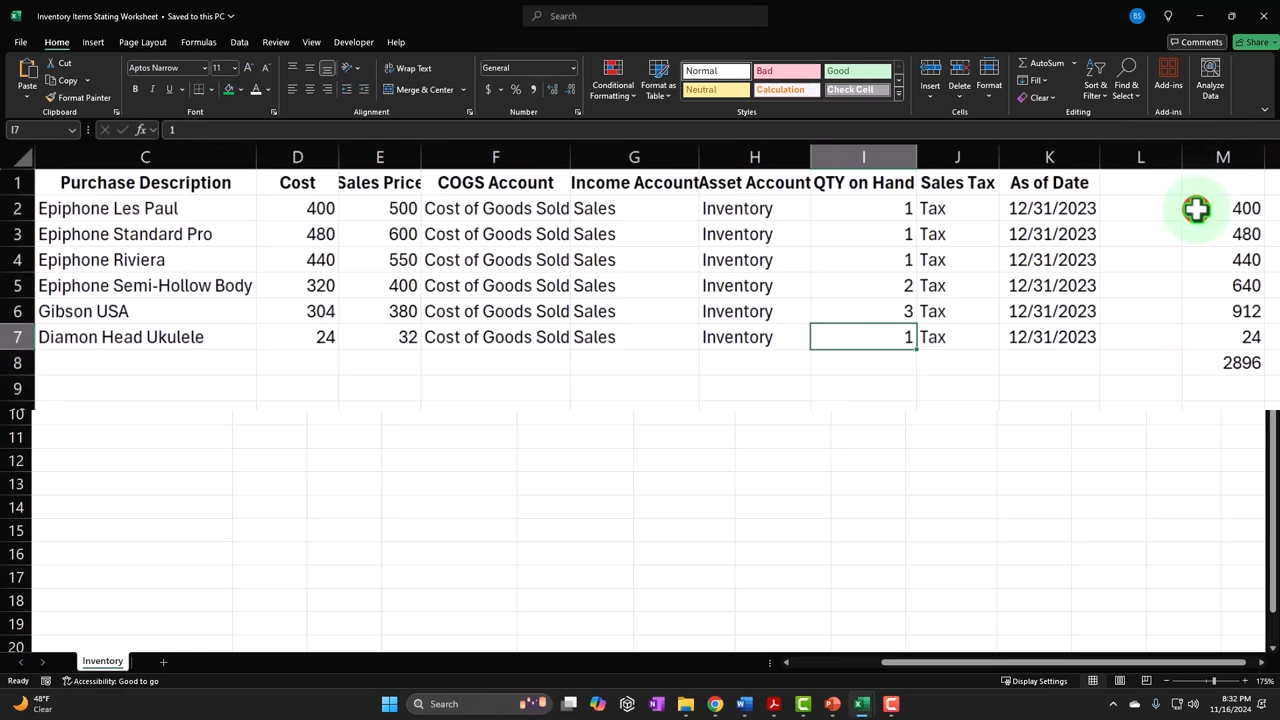 Inventory Items Stating Worksheet • Saved to this PC
Search
BS
File Home Insert Page Layout Formulas Data Review View Developer Help
Comments Share
Paste Cut Copy Format Painter Clipboard
Aptos Narrow 11 A A B I U A Font
Wrap Text Merge & Center Alignment
General $ % Number
Conditional Formatting Format as Table
Normal Bad Good
Neutral Calculation Check Cell
Styles
Insert Delete Format Cells
AutoSum Fill Clear Sort & Filter Find & Select Editing
Add-ins Add-ins
Analyze Data
I7 fx 1
C D E F G H I J K L M
1 Purchase Description Cost Sales Price COGS Account Income Account Asset Account QTY on Hand Sales Tax As of Date
2 Epiphone Les Paul 400 500 Cost of Goods Sold Sales Inventory 1 Tax 12/31/2023 400
3 Epiphone Standard Pro 480 600 Cost of Goods Sold Sales Inventory 1 Tax 12/31/2023 480
4 Epiphone Riviera 440 550 Cost of Goods Sold Sales Inventory 1 Tax 12/31/2023 440
5 Epiphone Semi-Hollow Body 320 400 Cost of Goods Sold Sales Inventory 2 Tax 12/31/2023 640
6 Gibson USA 304 380 Cost of Goods Sold Sales Inventory 3 Tax 12/31/2023 912
7 Diamon Head Ukulele 24 32 Cost of Goods Sold Sales Inventory 1 Tax 12/31/2023 24
8 2896
9
10
11
12
13
14
15
16
17
18
19
20
Inventory
Ready Accessibility: Good to go Display Settings 175%
48°F
Clear
Search
8:32 PM
11/16/2024